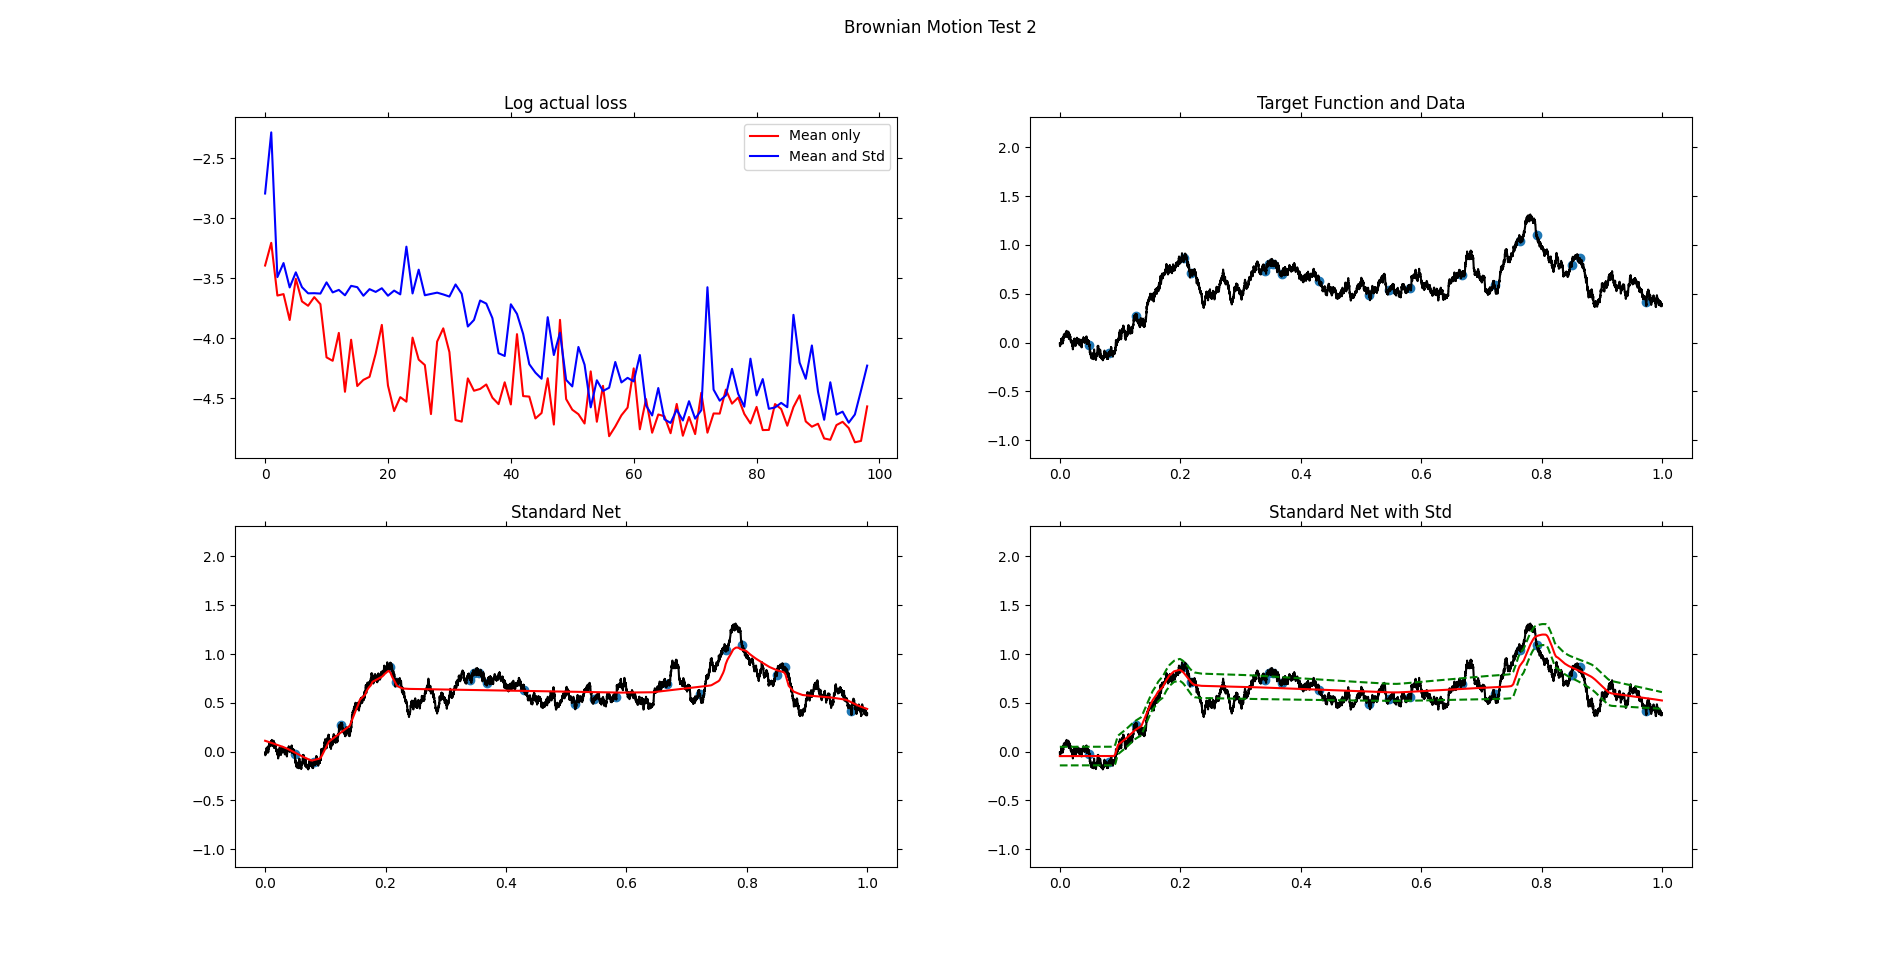 Brownian Motion Test 2
Log actual loss
Mean only
Mean and Std
−2.5
−3.0
−3.5
−4.0
−4.5
0 20 40 60 80 100
Target Function and Data
2.0
1.5
1.0
0.5
0.0
−0.5
−1.0
0.0 0.2 0.4 0.6 0.8 1.0
Standard Net
2.0
1.5
1.0
0.5
0.0
−0.5
−1.0
0.0 0.2 0.4 0.6 0.8 1.0
Standard Net with Std
2.0
1.5
1.0
0.5
0.0
−0.5
−1.0
0.0 0.2 0.4 0.6 0.8 1.0